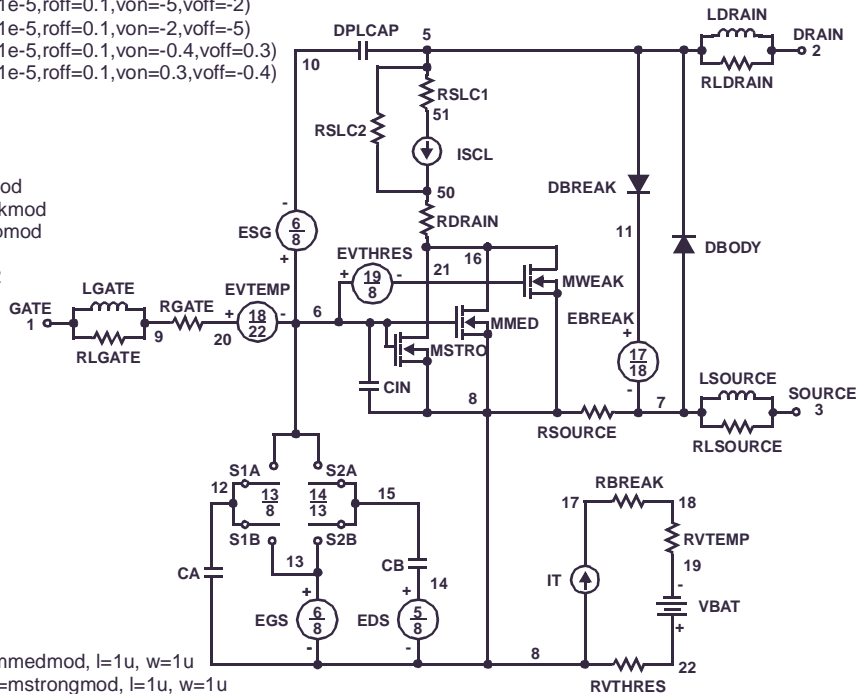 1e-5,roff=0.1,von=-5,voff=-2)
1e-5,roff=0.1,von=-2,voff=-5)
1e-5,roff=0.1,von=-0.4,voff=0.3)
1e-5,roff=0.1,von=0.3,voff=-0.4)
od
kmod
omod
LDRAIN
DPLCAP 5 DRAIN
10 2
RLDRAIN
RSLC1
51
RSLC2
ISCL
50
DBREAK
RDRAIN
ESG 6
8
11 DBODY
EVTHRES 16
21
19
8
MWEAK
LGATE EVTEMP
GATE
1
RGATE 18
22
6 MMED
EBREAK
9 20
RLGATE
MSTRO
17
18
CIN
LSOURCE
8 7 SOURCE
3
RSOURCE
RLSOURCE
S1A S2A
12 13
8
14
13
15
S1B S2B
RBREAK
17 18
RVTEMP
13 CB
CA 14
IT
19
VBAT
EGS 6
8
EDS 5
8
8 22
RVTHRES
mmedmod, l=1u, w=1u
=mstrongmod, l=1u, w=1u